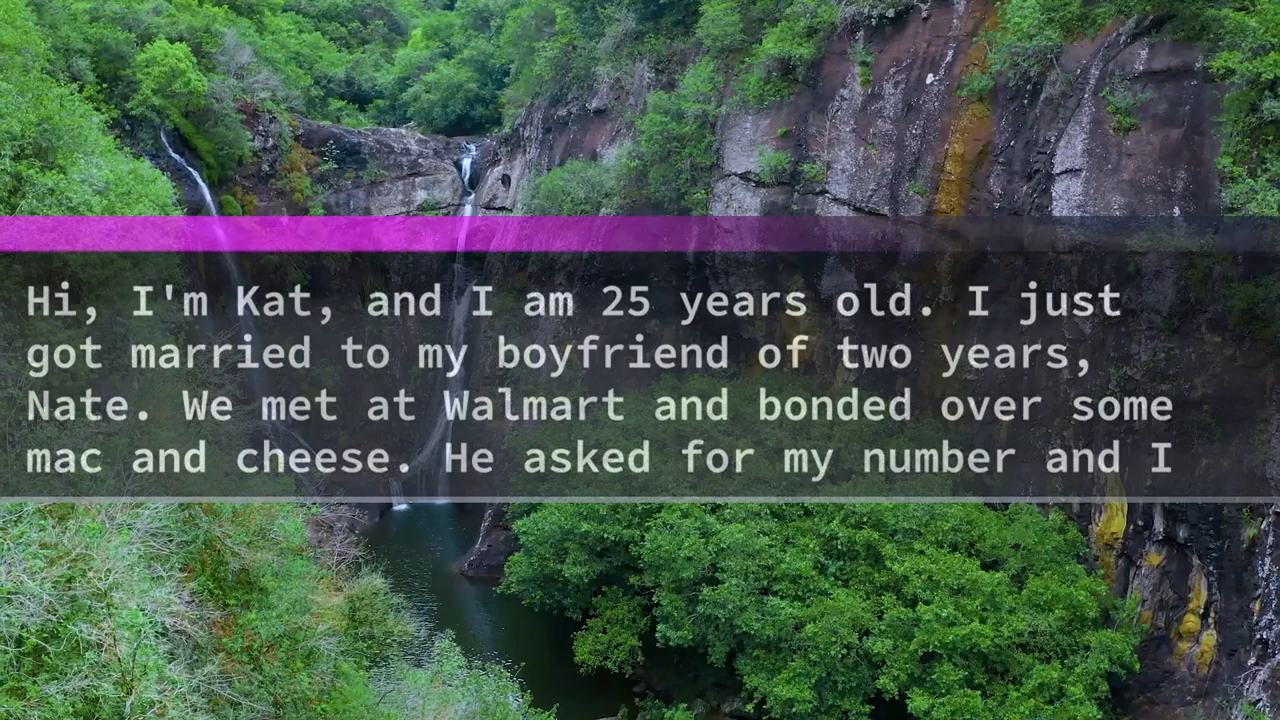 Hi, I'm Kat, and I am 25 years old. I just
got married to my boyfriend of two years,
Nate. We met at Walmart and bonded over some
mac and cheese. He asked for my number and I